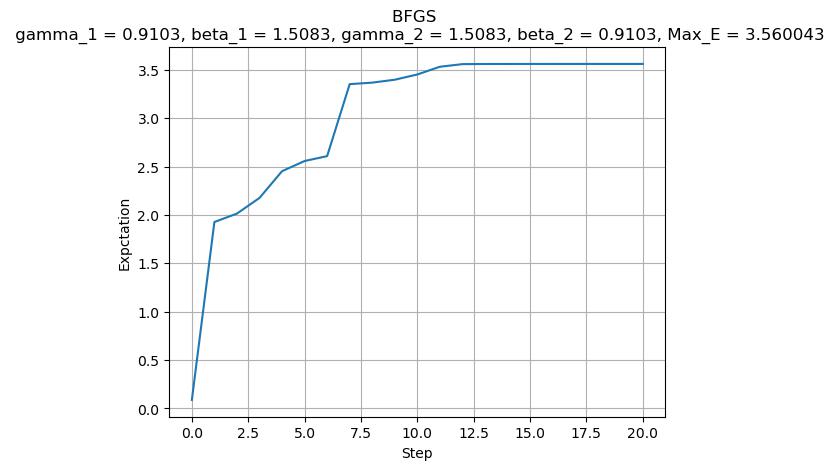 BFGS
gamma_1 = 0.9103, beta_1 = 1.5083, gamma_2 = 1.5083, beta_2 = 0.9103, Max_E = 3.560043
3.5
3.0
2.5
2.0
1.5
1.0
0.5
0.0
Expctation
0.0 2.5 5.0 7.5 10.0 12.5 15.0 17.5 20.0
Step